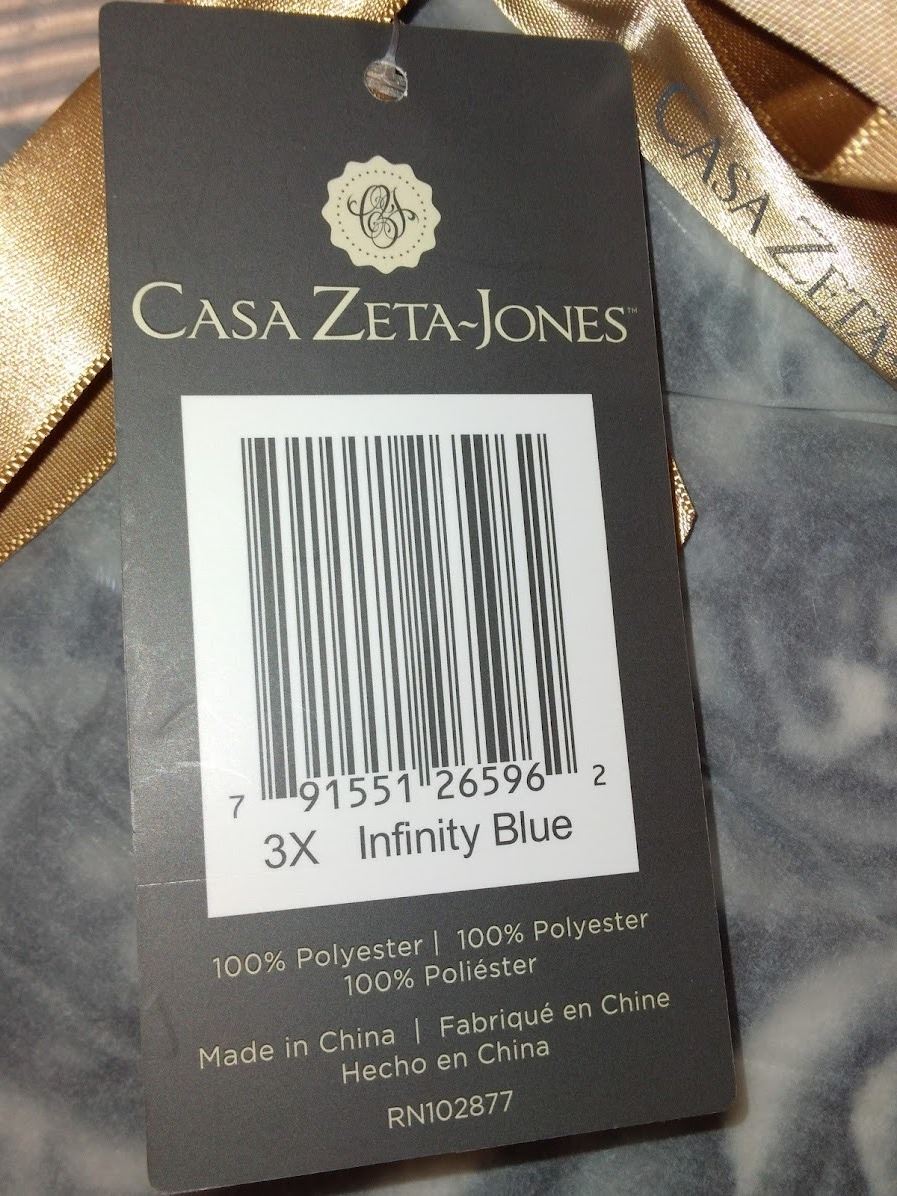 CASA ZETA-JONES™
7 91551 26596 2
3X Infinity Blue
100% Polyester | 100% Polyester
100% Poliéster
Made in China | Fabriqué en Chine
Hecho en China
RN102877
CASA ZETA